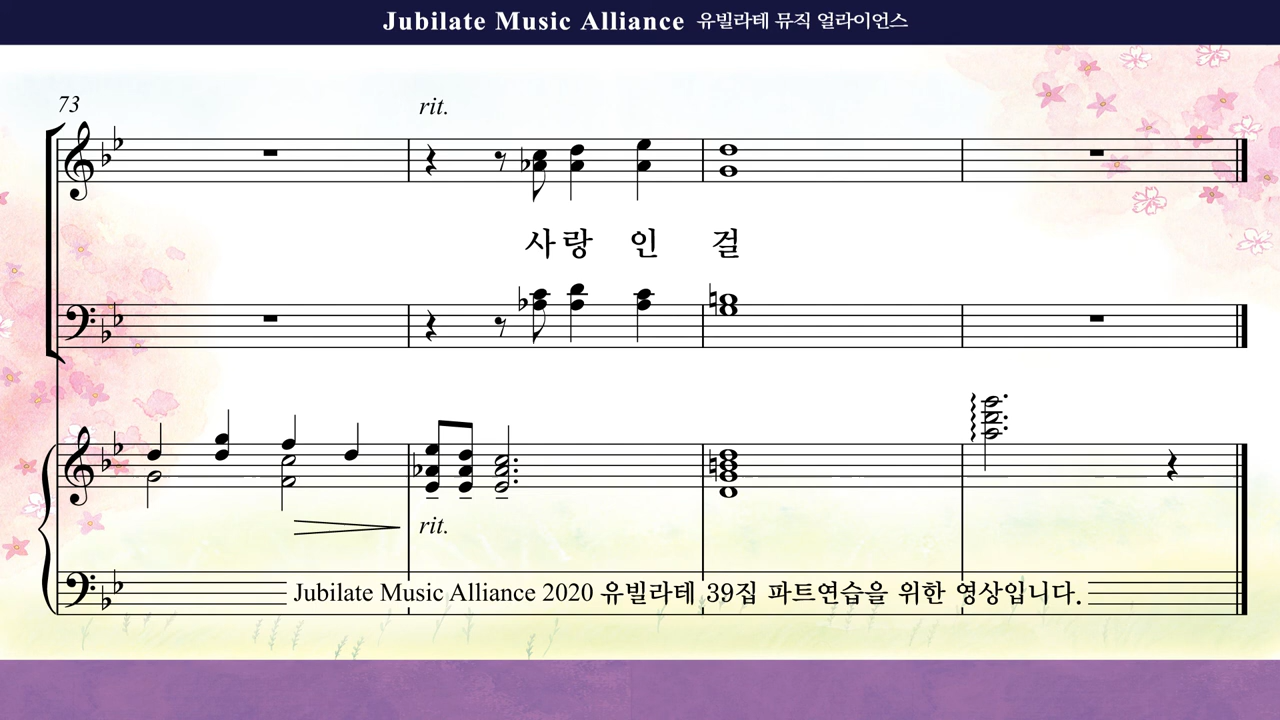 Jubilate Music Alliance 유빌라테 뮤직 얼라이언스
73
rit.
사랑 인 걸
rit.
Jubilate Music Alliance 2020 유빌라테 39집 파트연습을 위한 영상입니다.